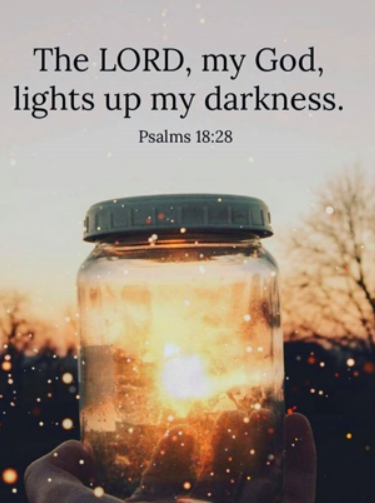 The LORD, my God,
lights up my darkness.
Psalms 18:28